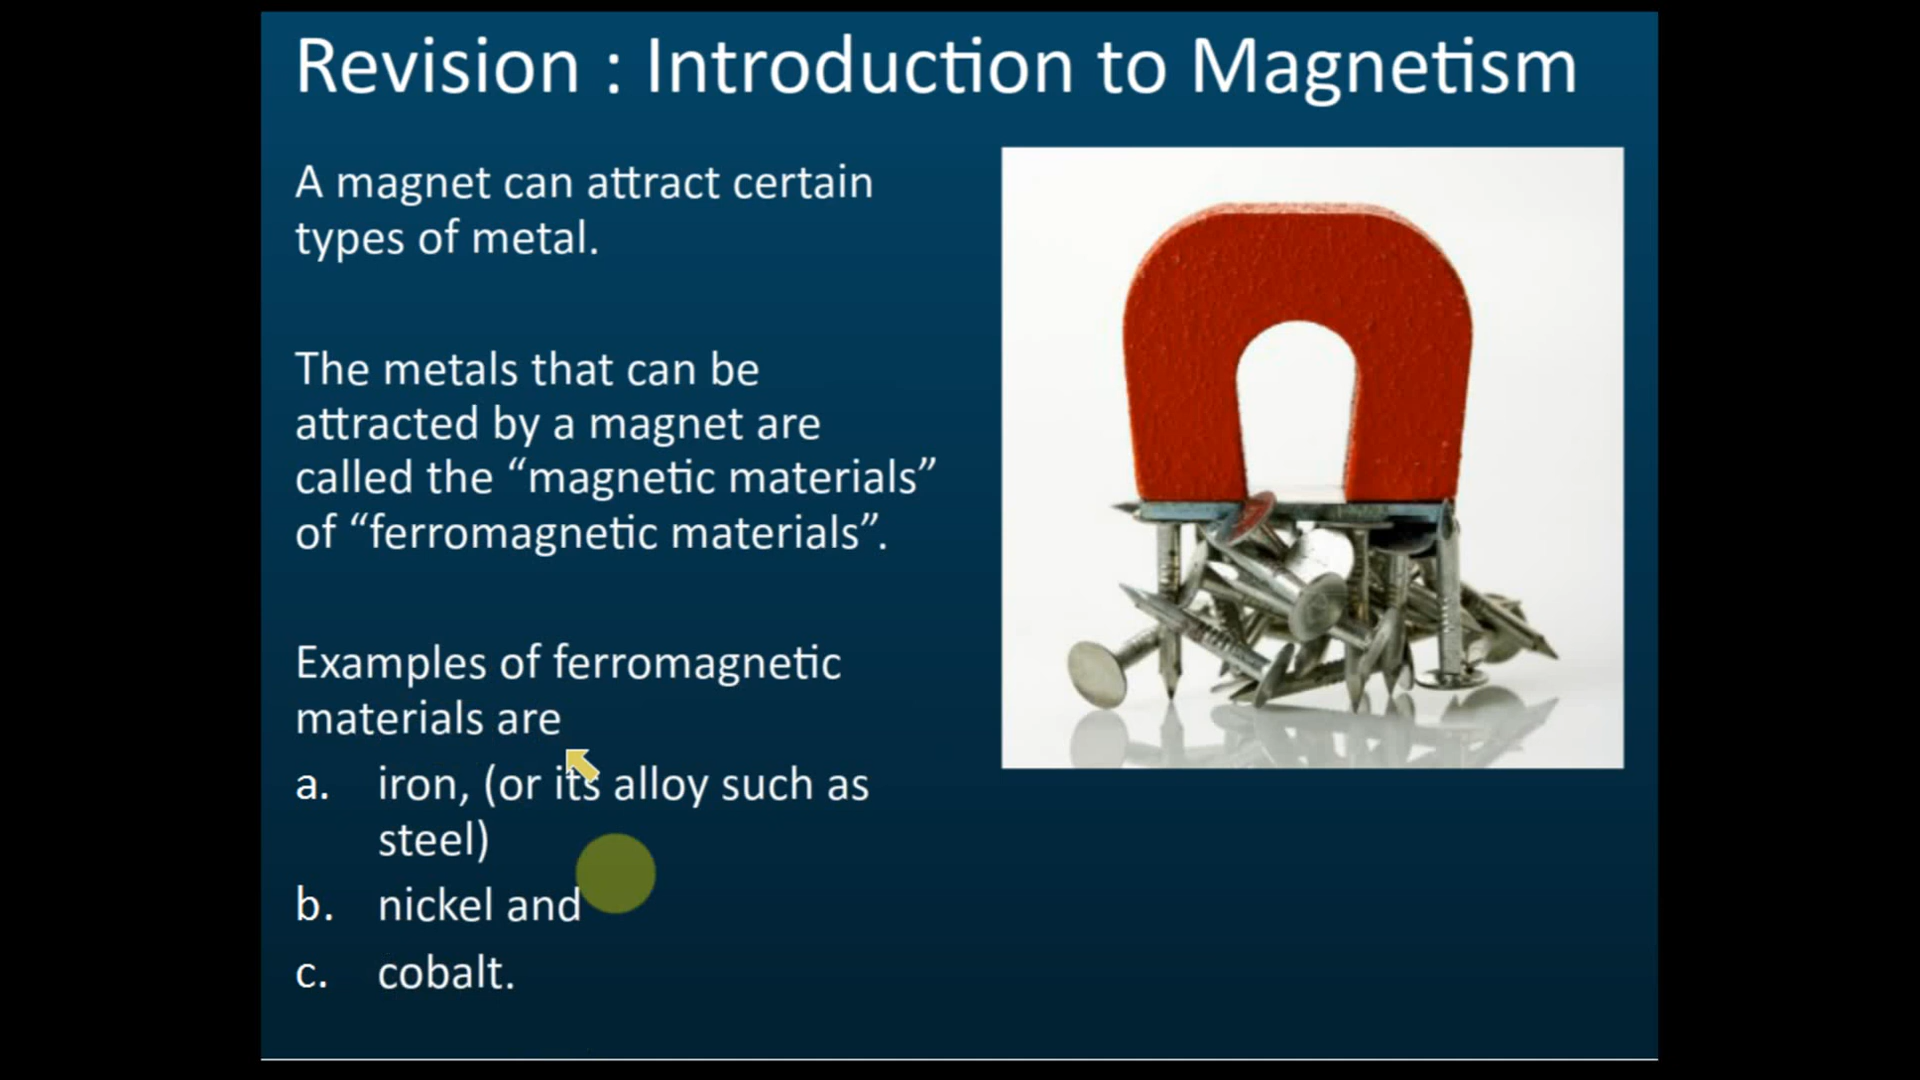 Revision : Introduction to Magnetism
A magnet can attract certain
types of metal.
The metals that can be
attracted by a magnet are
called the “magnetic materials”
of “ferromagnetic materials”.
Examples of ferromagnetic
materials are
a. iron, (or its alloy such as
steel)
b. nickel and
c. cobalt.